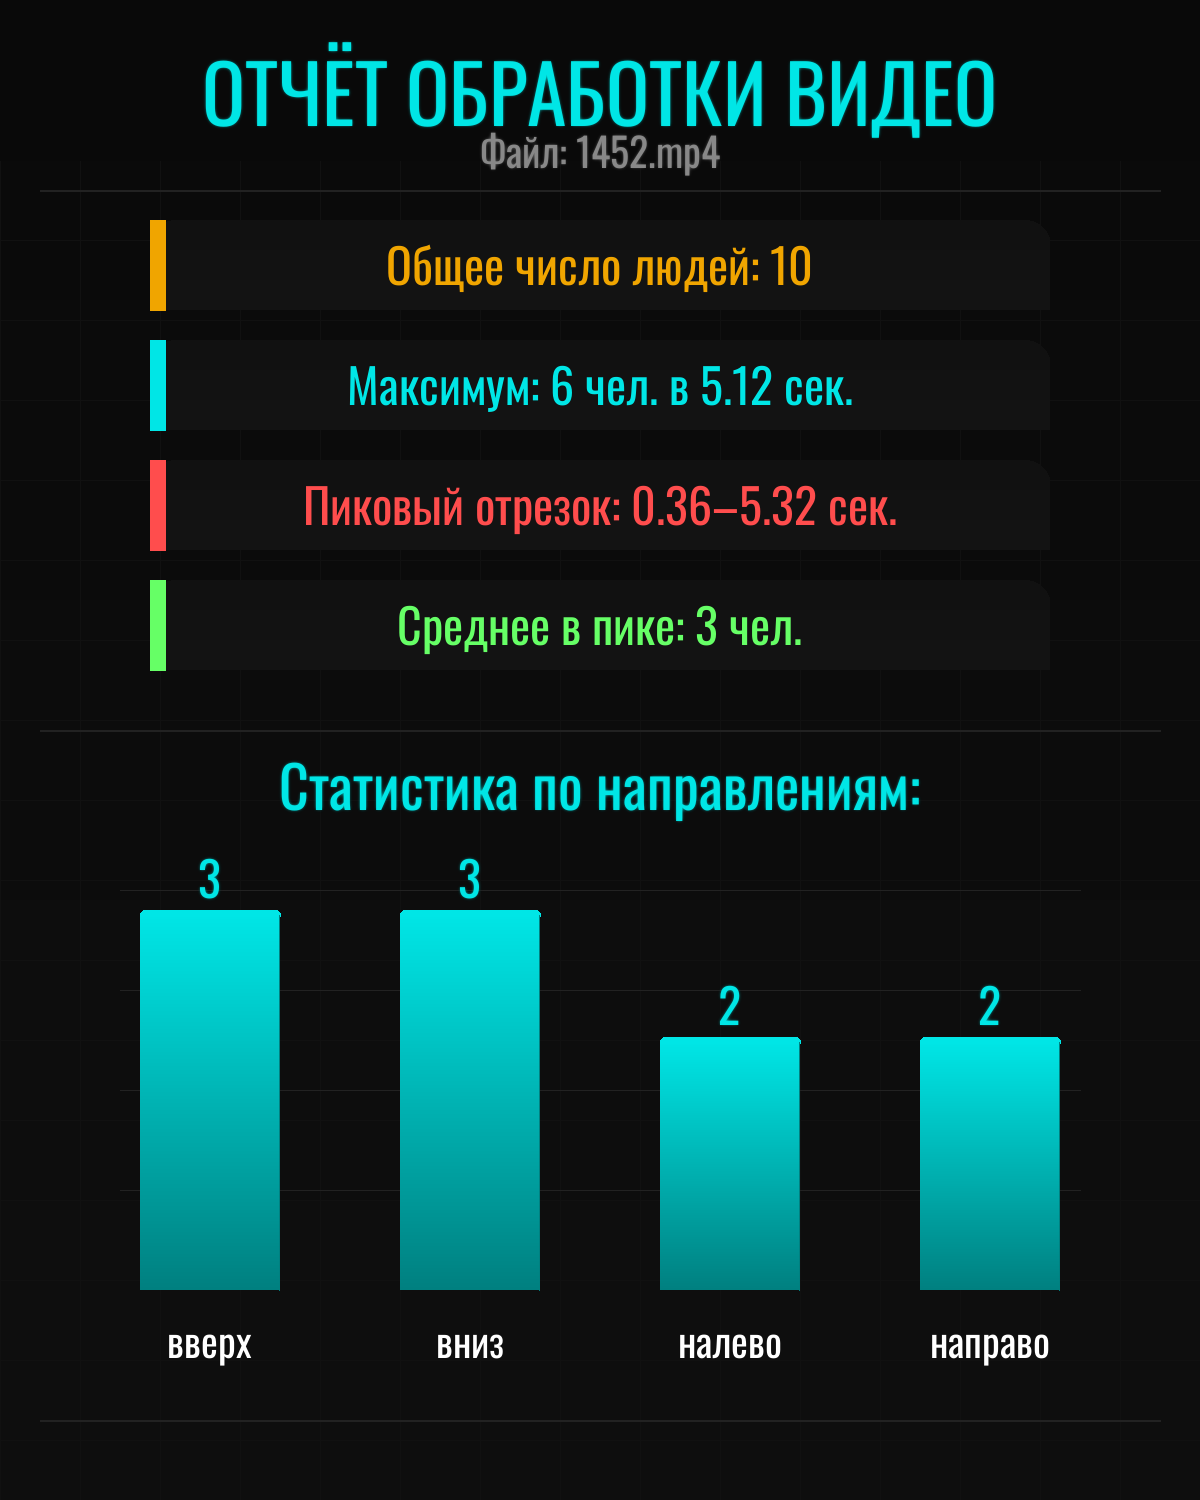 ОТЧЁТ ОБРАБОТКИ ВИДЕО
Файл: 1452.mp4
Общее число людей: 10
Максимум: 6 чел. в 5.12 сек.
Пиковый отрезок: 0.36–5.32 сек.
Среднее в пике: 3 чел.
Статистика по направлениям:
3 3 2 2
вверх вниз налево направо